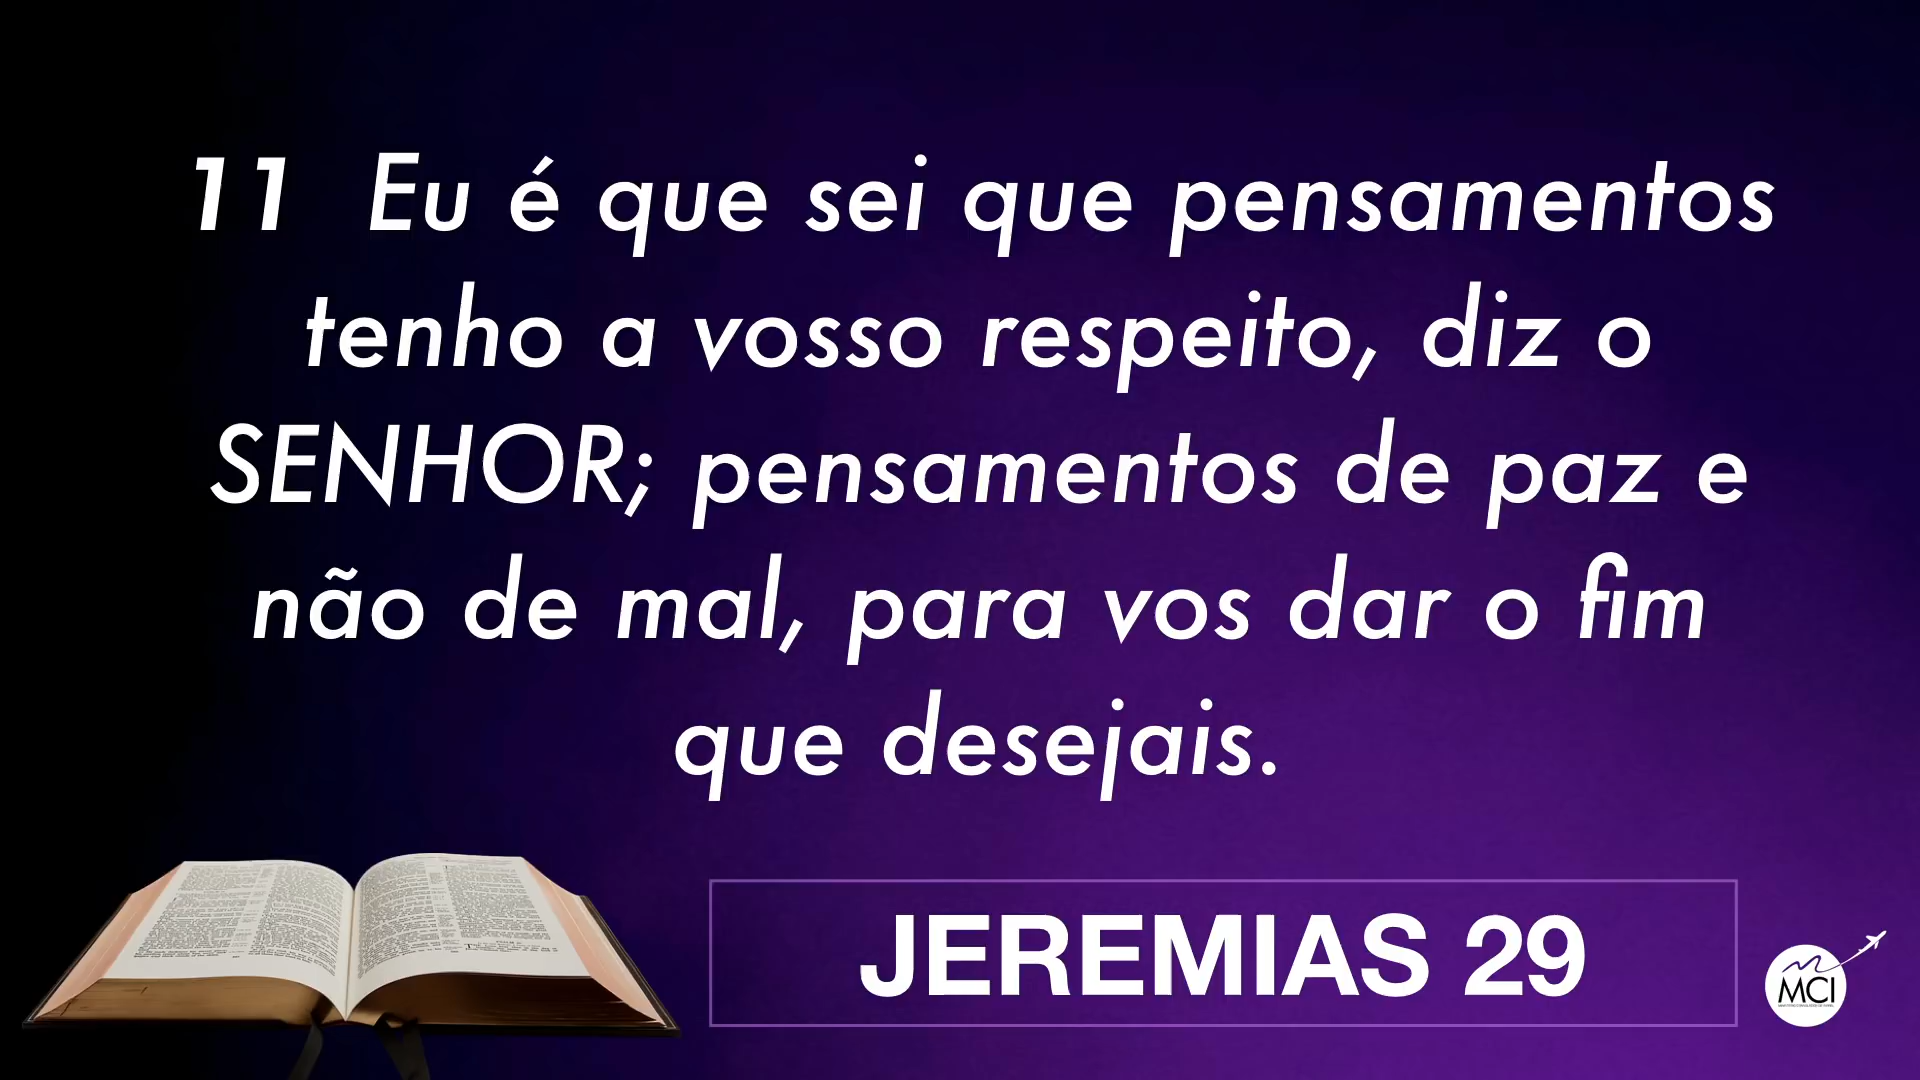 11 Eu é que sei que pensamentos
tenho a vosso respeito, diz o
SENHOR; pensamentos de paz e
não de mal, para vos dar o fim
que desejais.
JEREMIAS 29
MCI